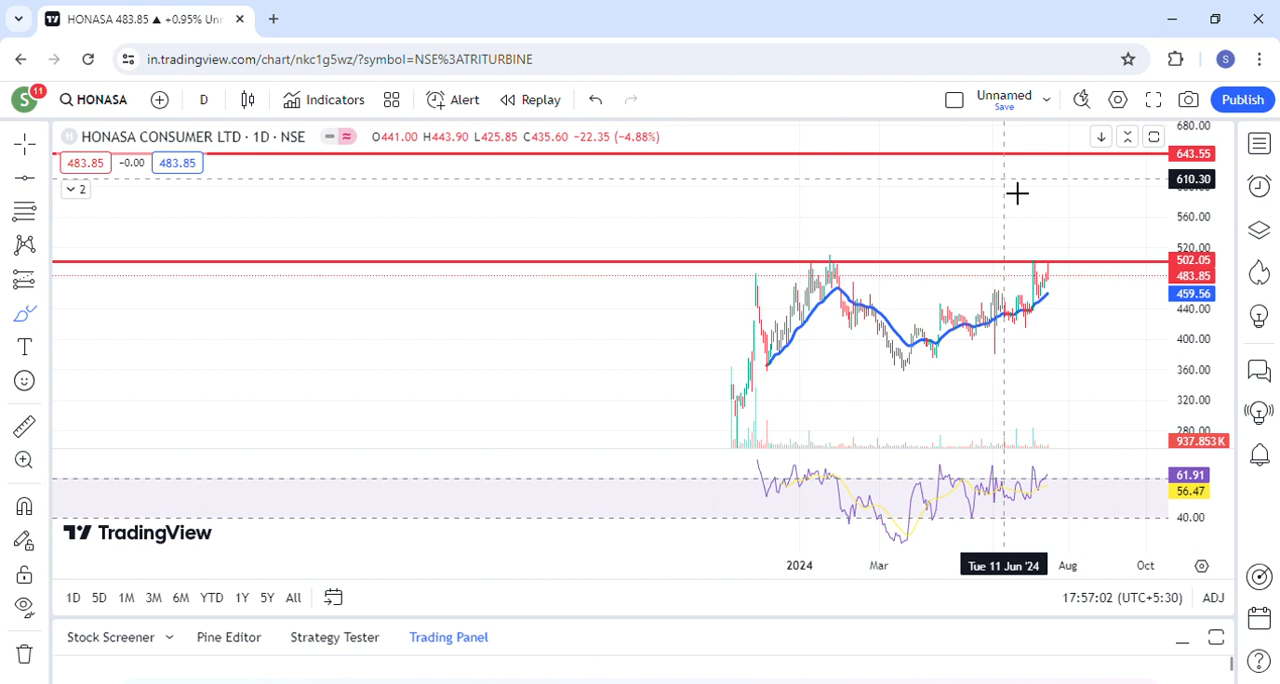 HONASA 483.85 ▲ +0.95% Unr
in.tradingview.com/chart/nkc1g5wz/?symbol=NSE%3ATRITURBINE
S
S 11 HONASA D Indicators Alert Replay Unnamed Save Publish
HONASA CONSUMER LTD · 1D · NSE O441.00 H443.90 L425.85 C435.60 −22.35 (−4.88%)
483.85 −0.00 483.85
2
680.00
643.55
610.30
560.00
520.00
502.05
483.85
459.56
440.00
400.00
360.00
320.00
280.00
937.853K
61.91
56.47
40.00
TradingView
2024 Mar Tue 11 Jun '24 Aug Oct
1D 5D 1M 3M 6M YTD 1Y 5Y All 17:57:02 (UTC+5:30) ADJ
Stock Screener Pine Editor Strategy Tester Trading Panel